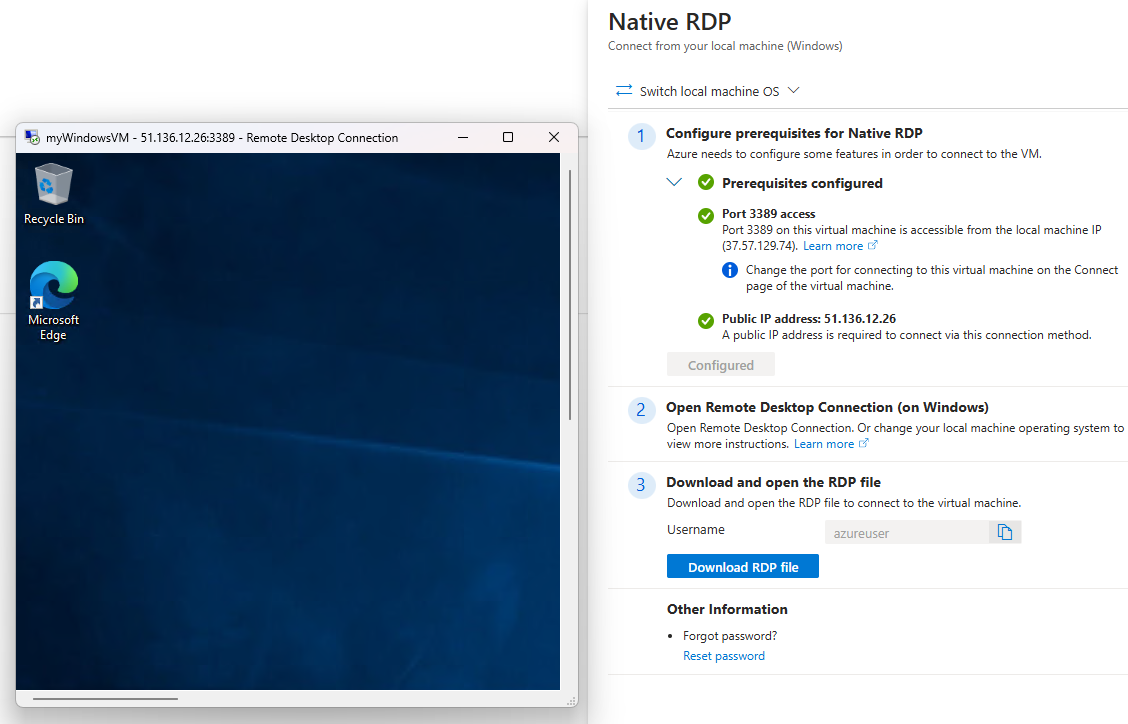 myWindowsVM - 51.136.12.26:3389 - Remote Desktop Connection
Recycle Bin
Microsoft
Edge
Native RDP
Connect from your local machine (Windows)
Switch local machine OS
1
Configure prerequisites for Native RDP
Azure needs to configure some features in order to connect to the VM.
Prerequisites configured
Port 3389 access
Port 3389 on this virtual machine is accessible from the local machine IP
(37.57.129.74). Learn more
Change the port for connecting to this virtual machine on the Connect
page of the virtual machine.
Public IP address: 51.136.12.26
A public IP address is required to connect via this connection method.
Configured
2
Open Remote Desktop Connection (on Windows)
Open Remote Desktop Connection. Or change your local machine operating system to
view more instructions. Learn more
3
Download and open the RDP file
Download and open the RDP file to connect to the virtual machine.
Username
azureuser
Download RDP file
Other Information
• Forgot password?
Reset password